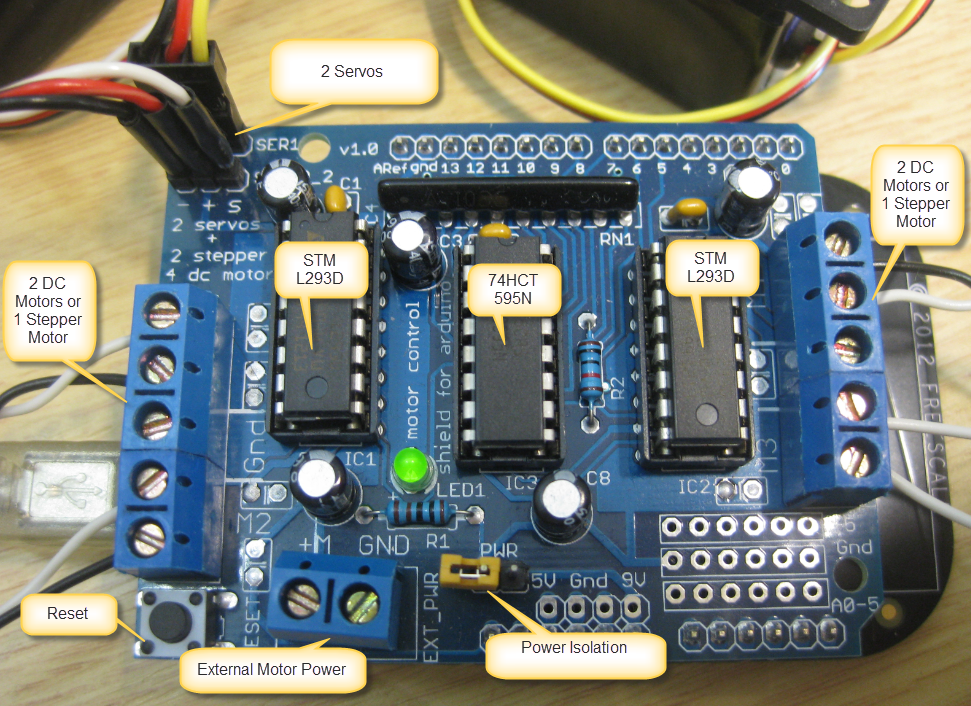 2 Servos
SER1
v1.0
ARef gnd 13 12 11 10 9 8 7 6 5 4 3 0
2
C1
- + S
2 servos
+
2 stepper
4 dc motor
C3
RN1
2 DC
Motors or
1 Stepper
Motor
STM
L293D
74HCT
595N
STM
L293D
2 DC
Motors or
1 Stepper
Motor
motor control
shield for arduino
R2
© 2012 FREESCAL
Gnd
IC1
IC3
C8
IC2
M2
LED1
+
R1
+M GND
PWR
+5
Gnd
A0-5
5V Gnd 9V
EXT_PWR
RESET
Reset
External Motor Power
Power Isolation